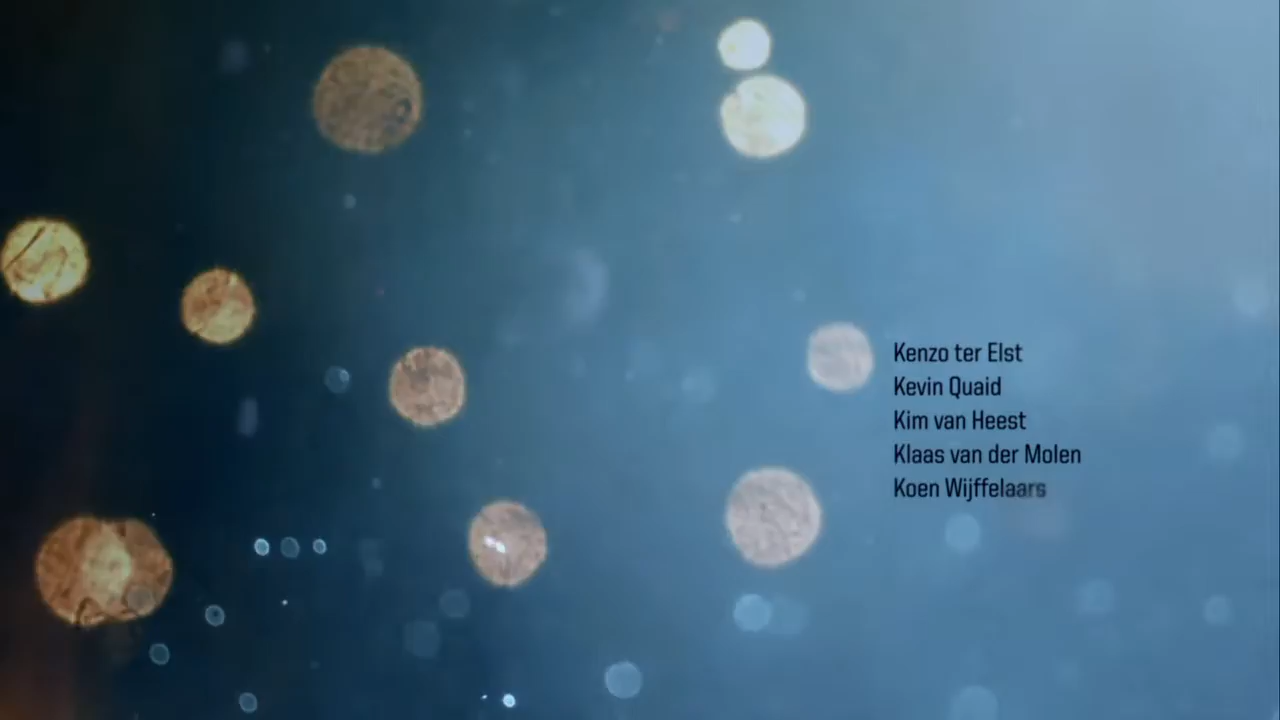 Kenzo ter Elst
Kevin Quaid
Kim van Heest
Klaas van der Molen
Koen Wijffelaars